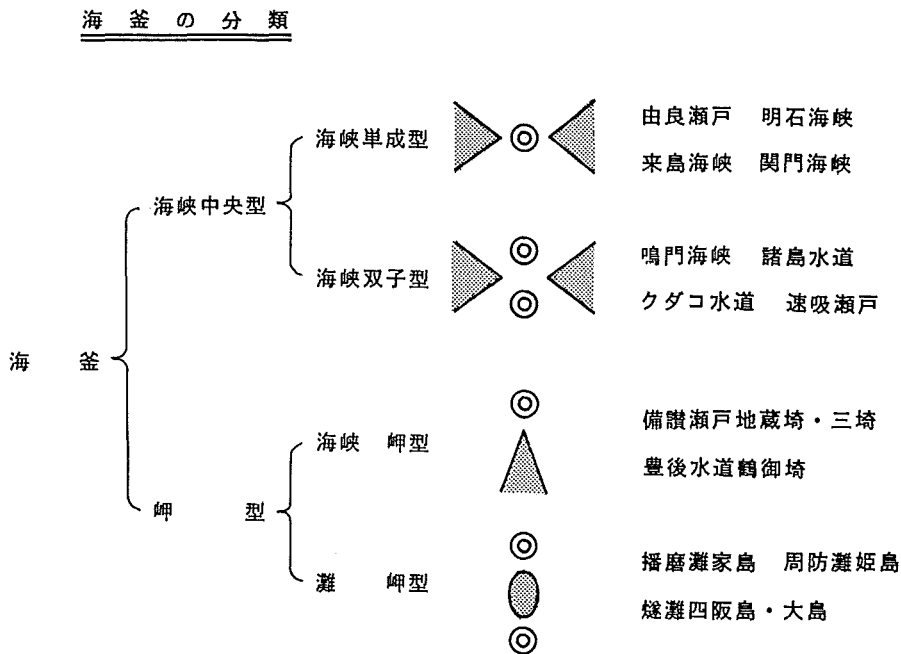 海釜の分類
海峡単成型
由良瀬戸 明石海峡
来島海峡 関門海峡
海峡中央型
海峡双子型
鳴門海峡 諸島水道
クダコ水道 速吸瀬戸
海釜
海峡 岬型
備讃瀬戸地蔵埼・三埼
豊後水道鶴御埼
岬型
灘 岬型
播磨灘家島 周防灘姫島
燧灘四阪島・大島